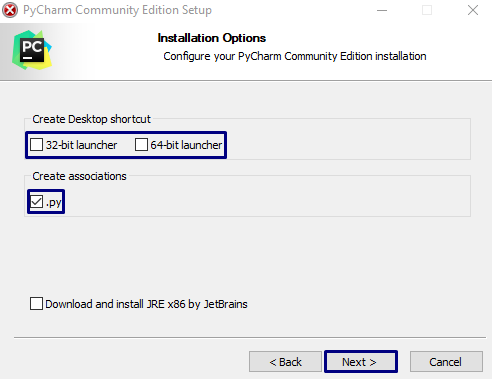 PyCharm Community Edition Setup
PC
Installation Options
Configure your PyCharm Community Edition installation
Create Desktop shortcut
32-bit launcher 64-bit launcher
Create associations
.py
Download and install JRE x86 by JetBrains
< Back Next > Cancel